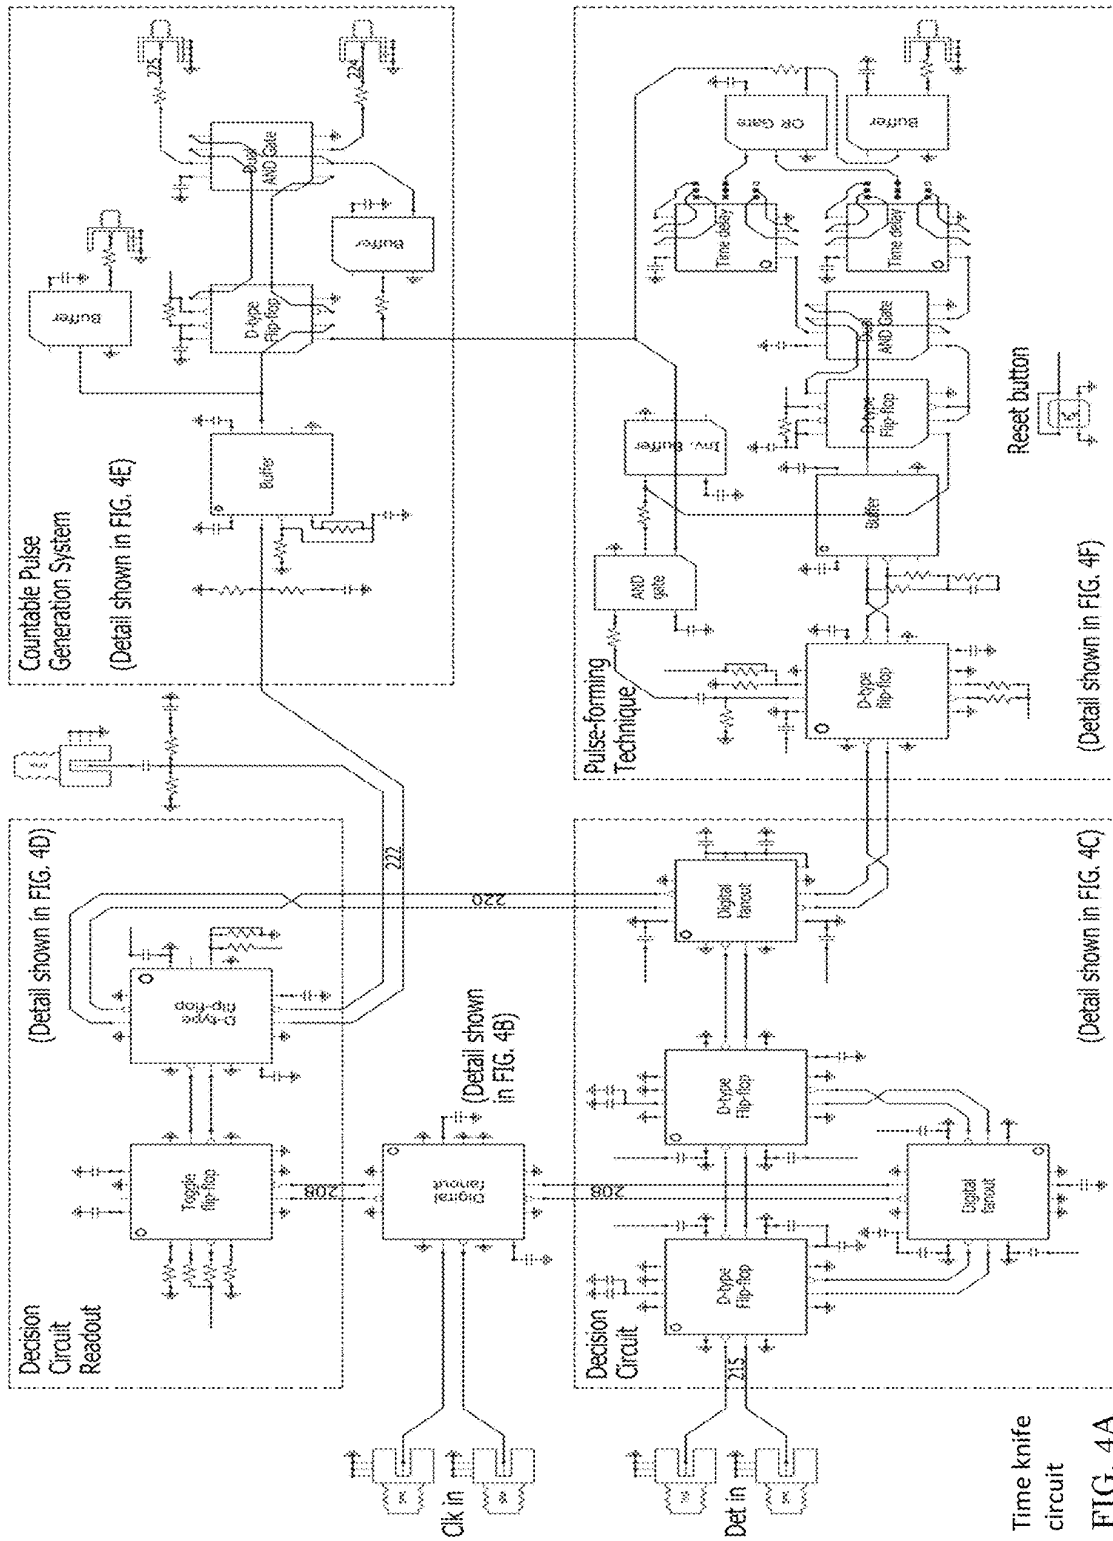 Decision
Circuit
Readout
(Detail shown in FIG. 4D)
Toggle
flip-flop
D-type
flip-flop
222
220
208
Clk in
Digital
fanout
(Detail shown
in FIG. 4B)
208
Countable Pulse
Generation System
(Detail shown in FIG. 4E)
Buffer
Buffer
D-type
Flip-flop
Buffer
Dual
AND Gate
225
224
Det in
215
Decision
Circuit
D-type
Flip-flop
D-type
Flip-flop
Digital
fanout
Digital
fanout
(Detail shown in FIG. 4C)
Pulse-forming
Technique
D-type
flip-flop
AND
gate
Inv. Buffer
Buffer
D-type
Flip-flop
Dual
AND Gate
Time delay
Time delay
OR Gate
Buffer
(Detail shown in FIG. 4F)
Reset button
Time knife
circuit
FIG. 4A